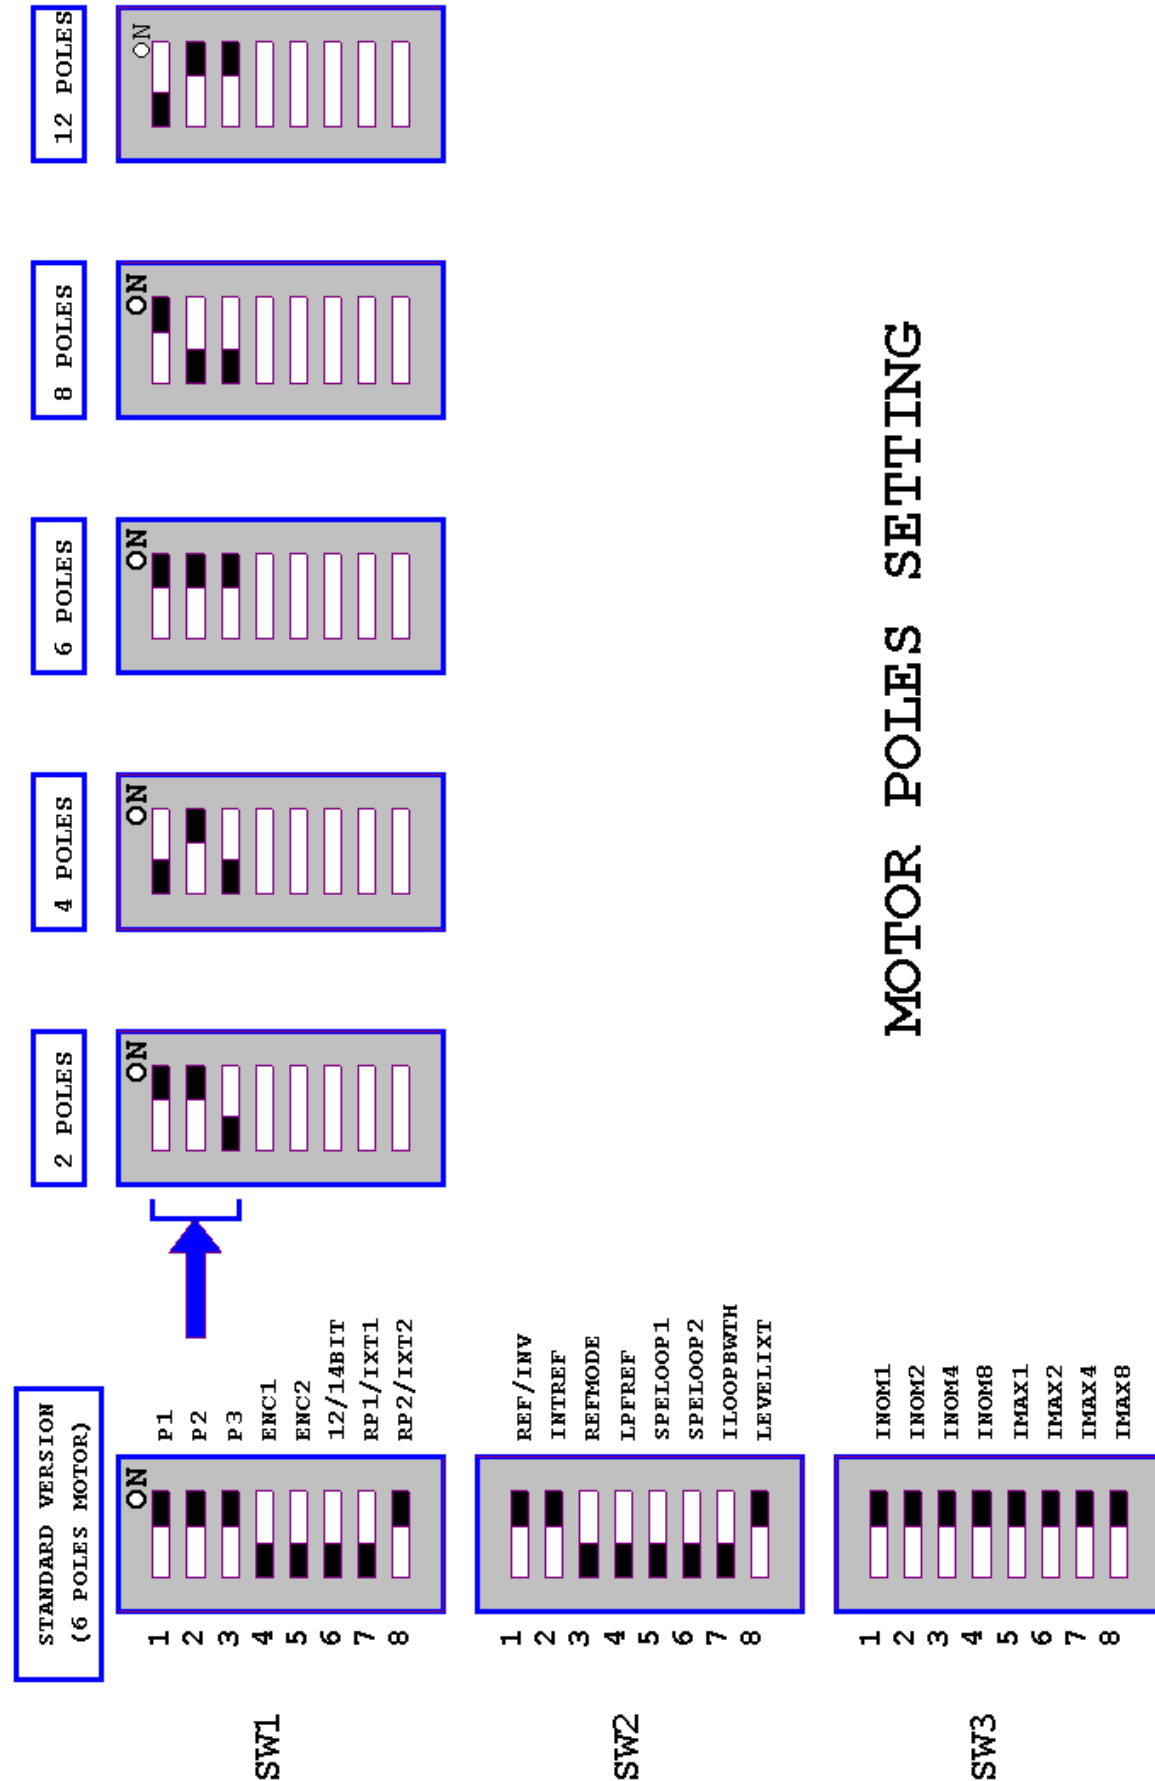 STANDARD VERSION
(6 POLES MOTOR)
2 POLES
4 POLES
6 POLES
8 POLES
12 POLES
SW1
ON
ON
ON
ON
ON
ON
1 P1
2 P2
3 P3
4 ENC1
5 ENC2
6 12/14BIT
7 RP1/IXT1
8 RP2/IXT2
SW2
1 REF/INV
2 INTREF
3 REFMODE
4 LPFREF
5 SPELOOP1
6 SPELOOP2
7 ILOOPBWTH
8 LEVELIXT
SW3
1 INOM1
2 INOM2
3 INOM4
4 INOM8
5 IMAX1
6 IMAX2
7 IMAX4
8 IMAX8
MOTOR POLES SETTING